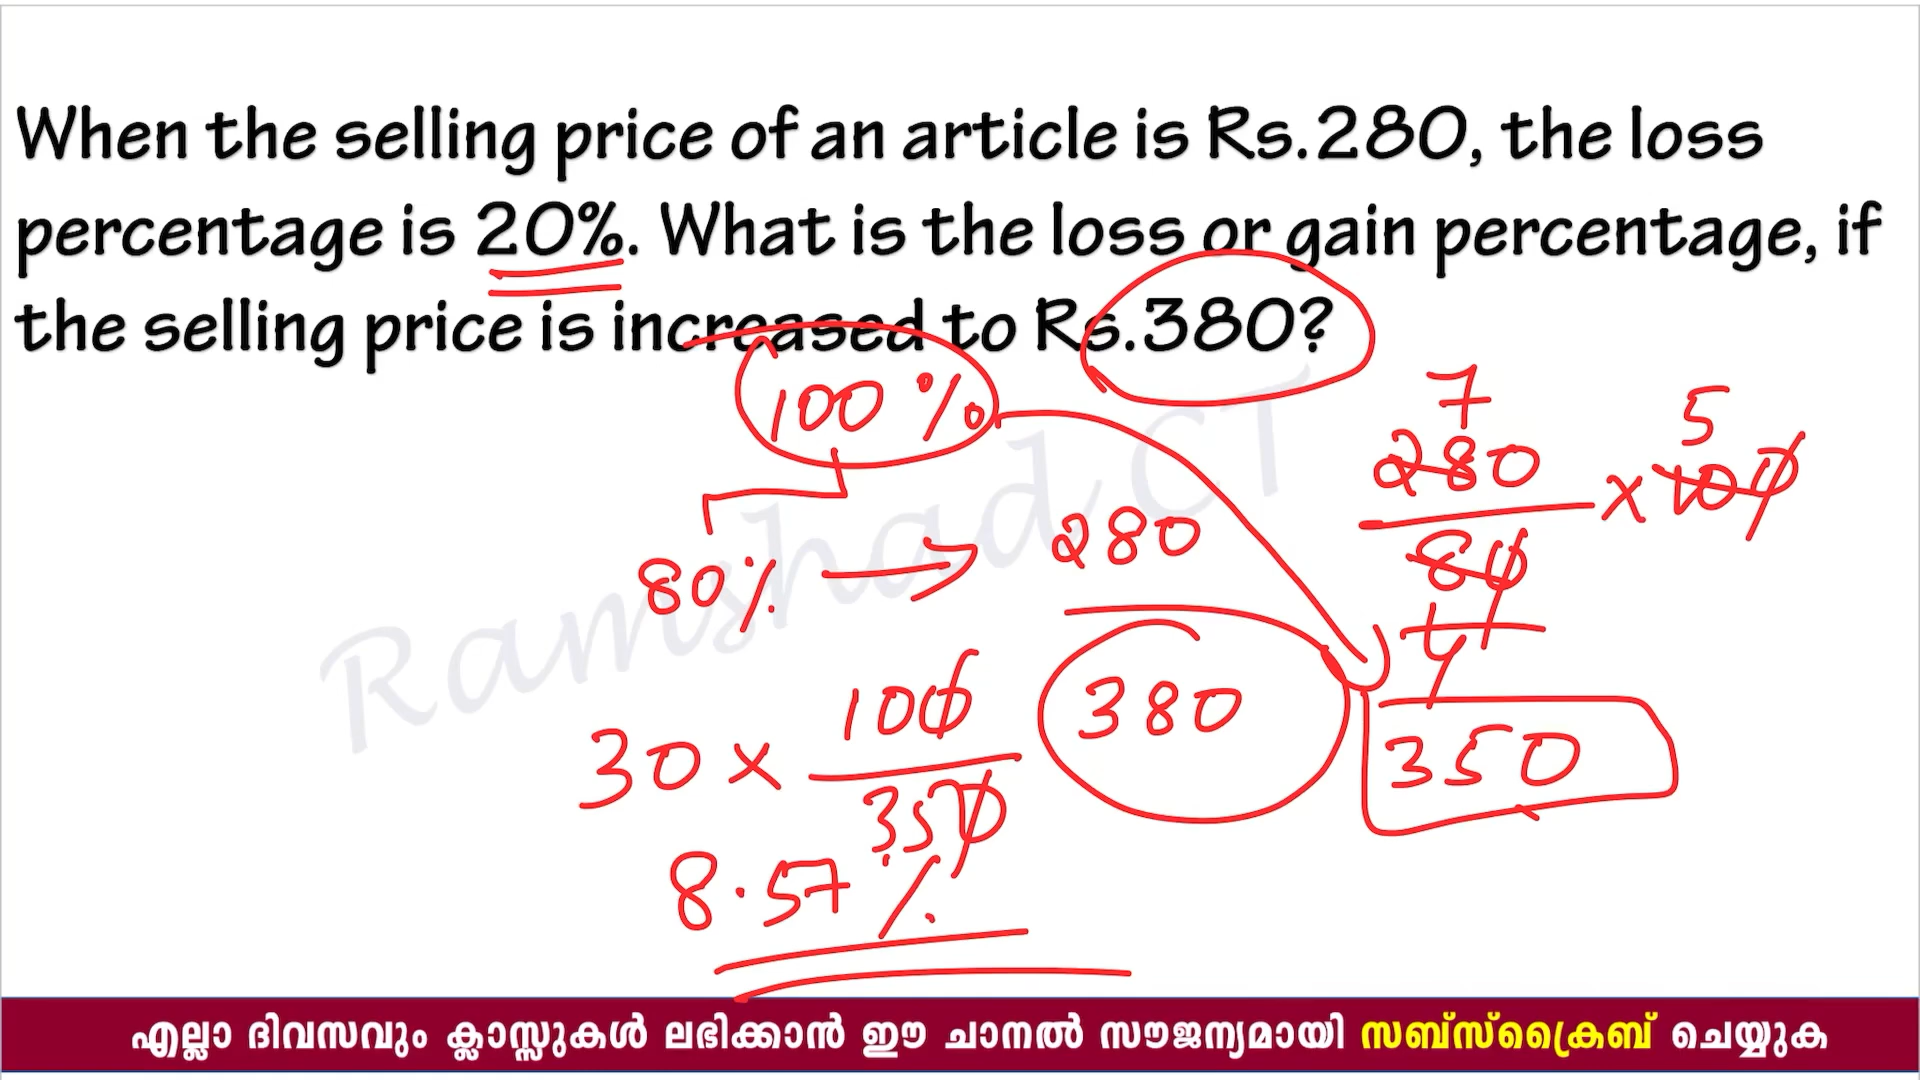 When the selling price of an article is Rs.280, the loss
percentage is 20%. What is the loss or gain percentage, if
the selling price is increased to Rs.380?
100 %
80% → 280
7
280
80
4
× 100
5
350
380
30 × 100
350
8.57 %
Ramshad CT
എല്ലാ ദിവസവും ക്ലാസ്സുകൾ ലഭിക്കാൻ ഈ ചാനൽ സൗജന്യമായി സബ്സ്ക്രൈബ് ചെയ്യുക